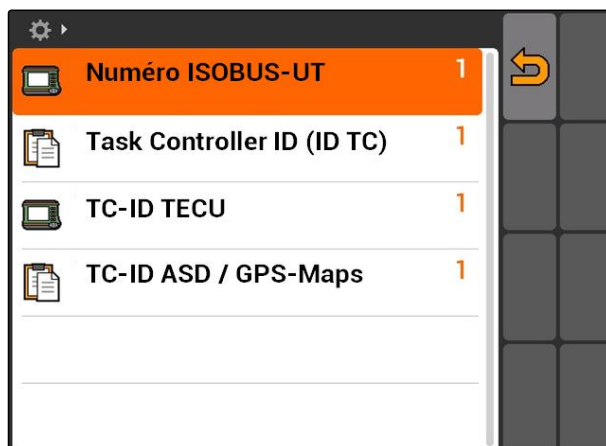 Numéro ISOBUS-UT 1
Task Controller ID (ID TC) 1
TC-ID TECU 1
TC-ID ASD / GPS-Maps 1